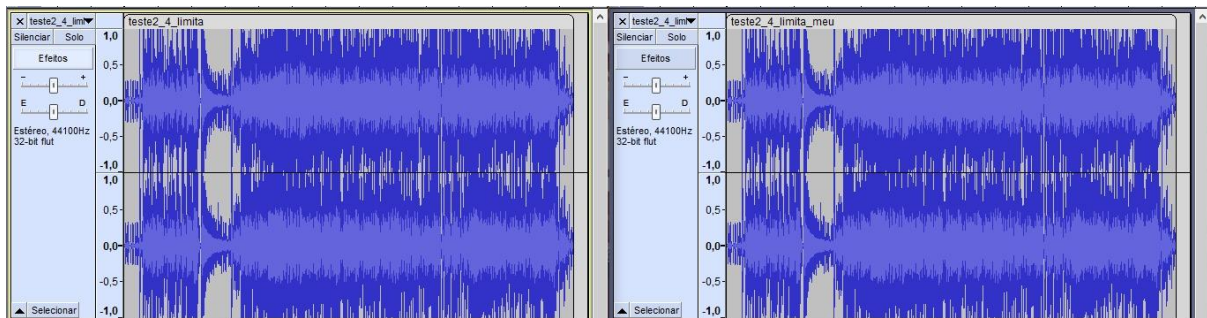 × teste2_4_lim▼ teste2_4_limita
Silenciar Solo
Efeitos
- +
E D
Estéreo, 44100Hz
32-bit flut
Selecionar
1,0
0,5-
0,0-
-0,5-
-1,0
1,0
0,5-
0,0-
-0,5-
-1,0
× teste2_4_lim▼ teste2_4_limita_meu
Silenciar Solo
Efeitos
- +
E D
Estéreo, 44100Hz
32-bit flut
Selecionar
1,0
0,5-
0,0-
-0,5-
-1,0
1,0
0,5-
0,0-
-0,5-
-1,0